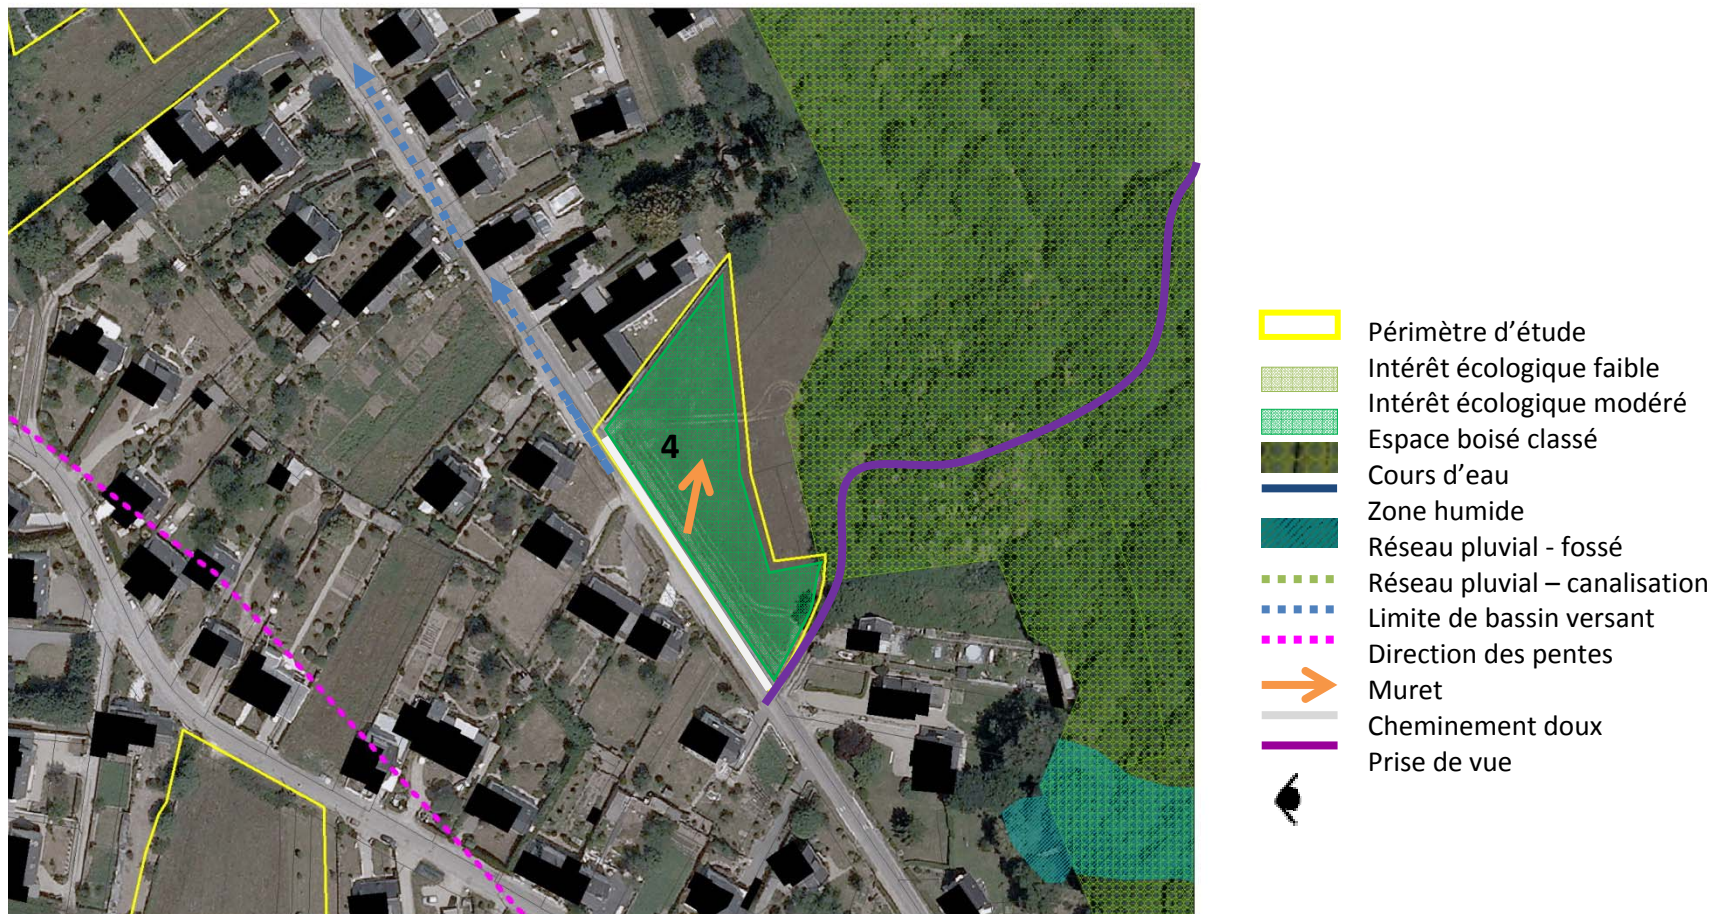 4
Périmètre d'étude
Intérêt écologique faible
Intérêt écologique modéré
Espace boisé classé
Cours d'eau
Zone humide
Réseau pluvial - fossé
Réseau pluvial – canalisation
Limite de bassin versant
Direction des pentes
Muret
Cheminement doux
Prise de vue